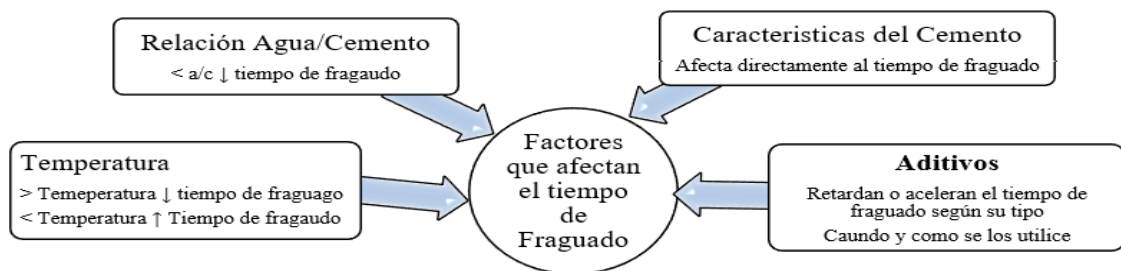 Relación Agua/Cemento
< a/c ↓ tiempo de fragaudo
Caracteristicas del Cemento
Afecta directamente al tiempo de fraguado
Temperatura
> Temeperatura ↓ tiempo de fraguago
< Temperatura ↑ Tiempo de fragaudo
Factores
que afectan
el tiempo
de
Fraguado
Aditivos
Retardan o aceleran el tiempo de
fraguado según su tipo
Caundo y como se los utilice